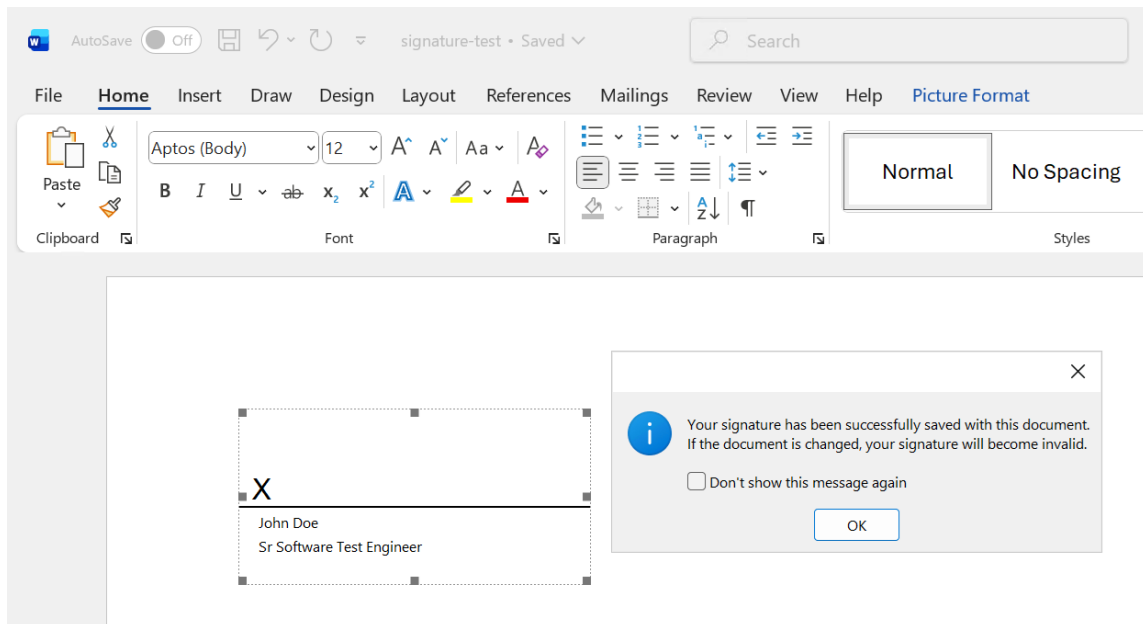 AutoSave Off signature-test • Saved Search
File Home Insert Draw Design Layout References Mailings Review View Help Picture Format
Paste
Aptos (Body) 12 A A Aa A
B I U ab x2 x2 A A
Normal No Spacing
Clipboard Font Paragraph Styles
Your signature has been successfully saved with this document.
If the document is changed, your signature will become invalid.
Don't show this message again
OK
X
John Doe
Sr Software Test Engineer